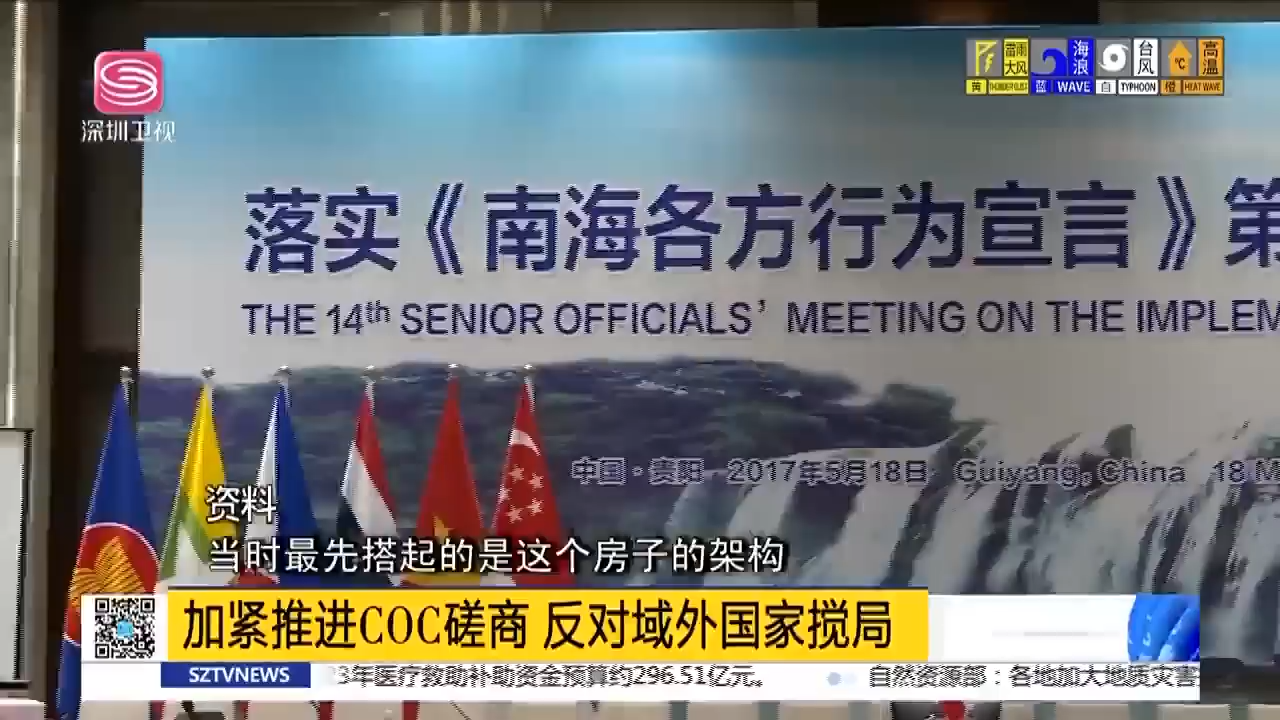 雷雨大风
海浪
台风
高温
℃
黄 THUNDER GUST
蓝 WAVE
白 TYPHOON
橙 HEAT WAVE
深圳卫视
落实《南海各方行为宣言》第
THE 14th SENIOR OFFICIALS' MEETING ON THE IMPLEM
中国·贵阳 2017年5月18日 Guiyang, China 18 M
资料
当时最先搭起的是这个房子的架构
加紧推进COC磋商 反对域外国家搅局
SZTVNEWS
3年医疗救助补助资金预算约296.51亿元。 自然资源部：各地加大地质灾害